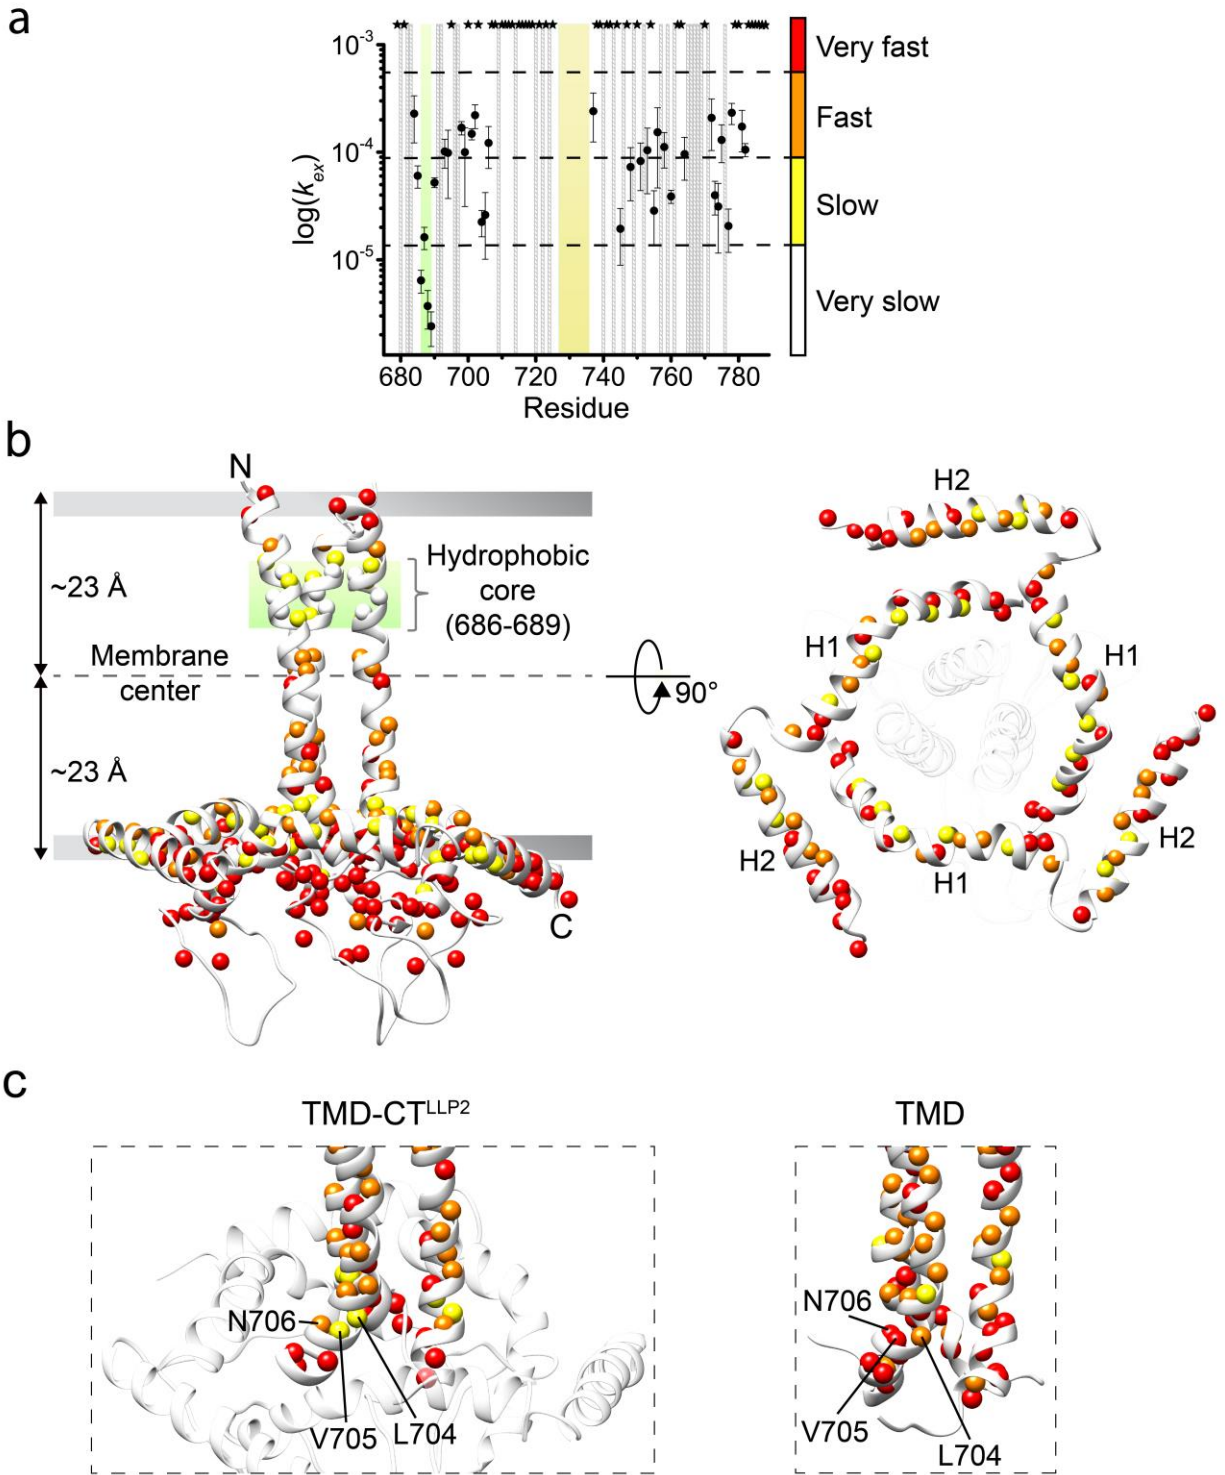 a
10⁻³
10⁻⁴
10⁻⁵
log(kₑₓ)
680 700 720 740 760 780
Residue
Very fast
Fast
Slow
Very slow
b
N
~23 Å
Hydrophobic
core
(686-689)
Membrane
center
~23 Å
C
90°
H2
H1
H1
H2
H1
H2
c
TMD-CTᴸᴸᴾ²
N706
V705
L704
TMD
N706
V705
L704